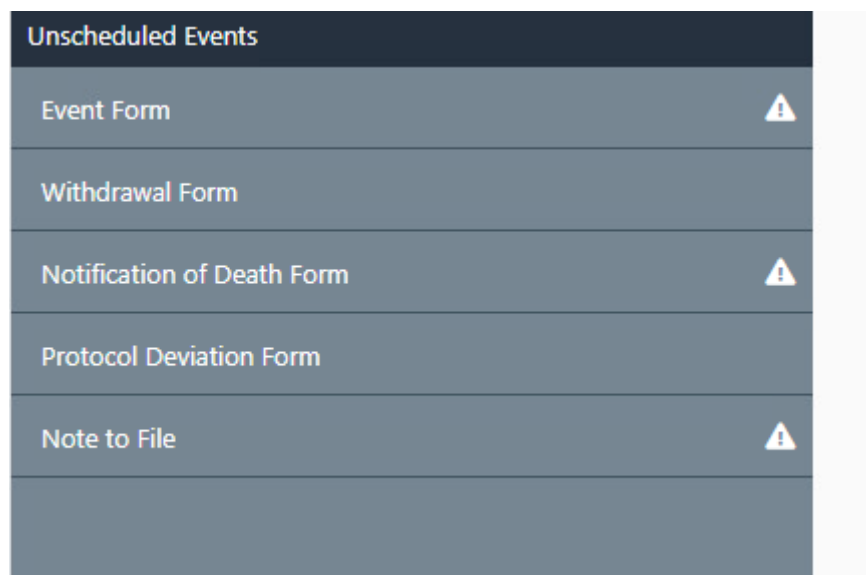 Unscheduled Events
Event Form
Withdrawal Form
Notification of Death Form
Protocol Deviation Form
Note to File